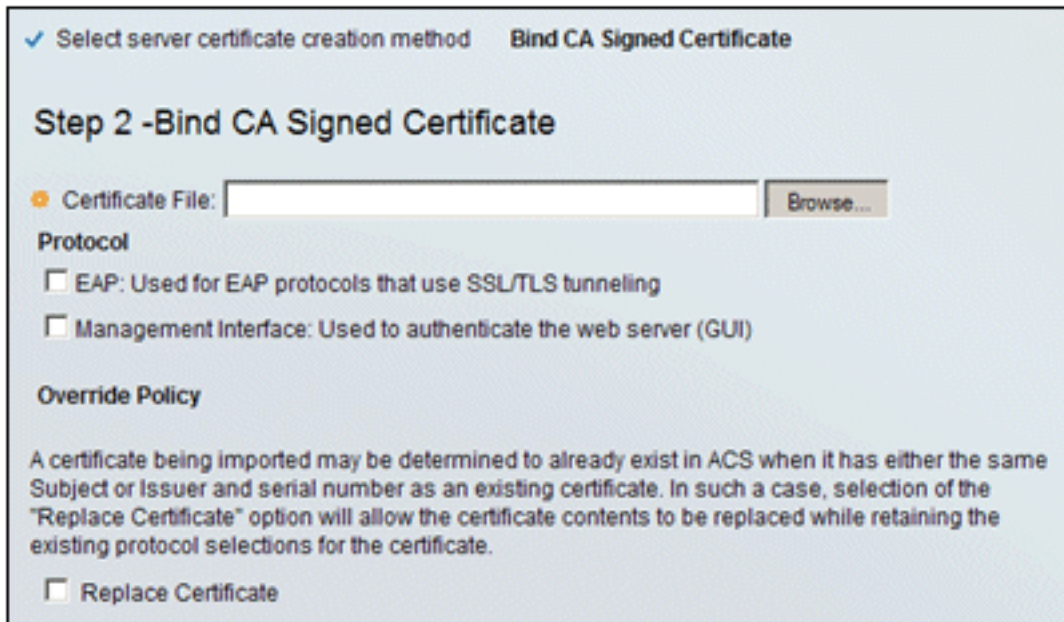 Select server certificate creation method Bind CA Signed Certificate
Step 2 -Bind CA Signed Certificate
Certificate File: Browse...
Protocol
EAP: Used for EAP protocols that use SSL/TLS tunneling
Management Interface: Used to authenticate the web server (GUI)
Override Policy
A certificate being imported may be determined to already exist in ACS when it has either the same
Subject or Issuer and serial number as an existing certificate. In such a case, selection of the
"Replace Certificate" option will allow the certificate contents to be replaced while retaining the
existing protocol selections for the certificate.
Replace Certificate